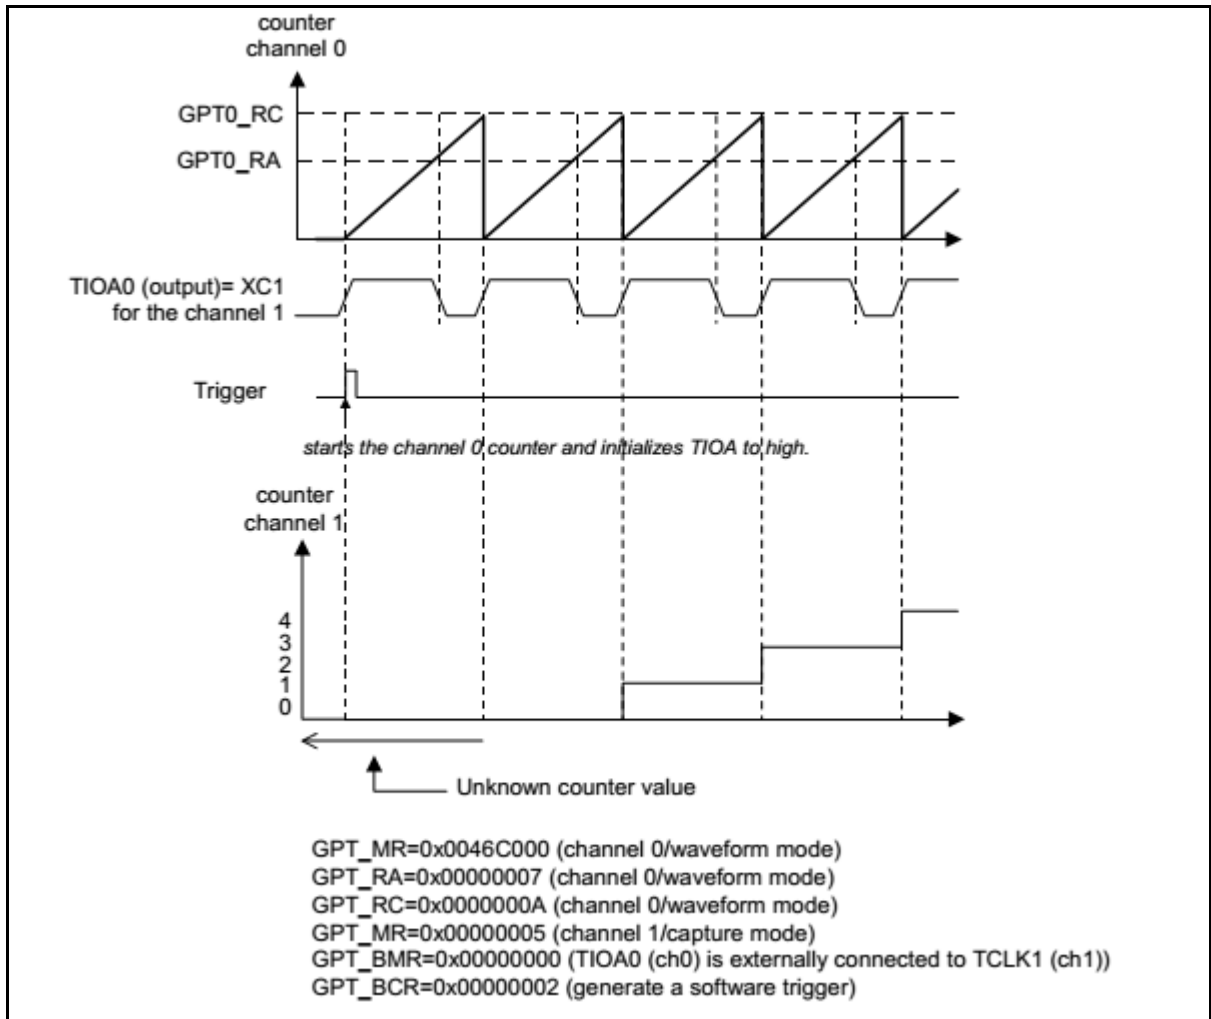 counter
channel 0
GPT0_RC
GPT0_RA
TIOA0 (output)= XC1
for the channel 1
Trigger
starts the channel 0 counter and initializes TIOA to high.
counter
channel 1
4
3
2
1
0
Unknown counter value
GPT_MR=0x0046C000 (channel 0/waveform mode)
GPT_RA=0x00000007 (channel 0/waveform mode)
GPT_RC=0x0000000A (channel 0/waveform mode)
GPT_MR=0x00000005 (channel 1/capture mode)
GPT_BMR=0x00000000 (TIOA0 (ch0) is externally connected to TCLK1 (ch1))
GPT_BCR=0x00000002 (generate a software trigger)